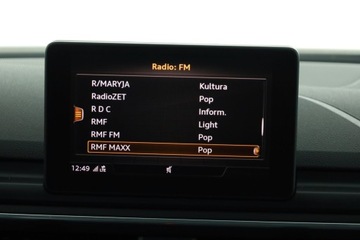 Radio: FM
R/MARYJA Kultura
RadioZET Pop
R D C Inform.
RMF Light
RMF FM Pop
RMF MAXX Pop
12:49